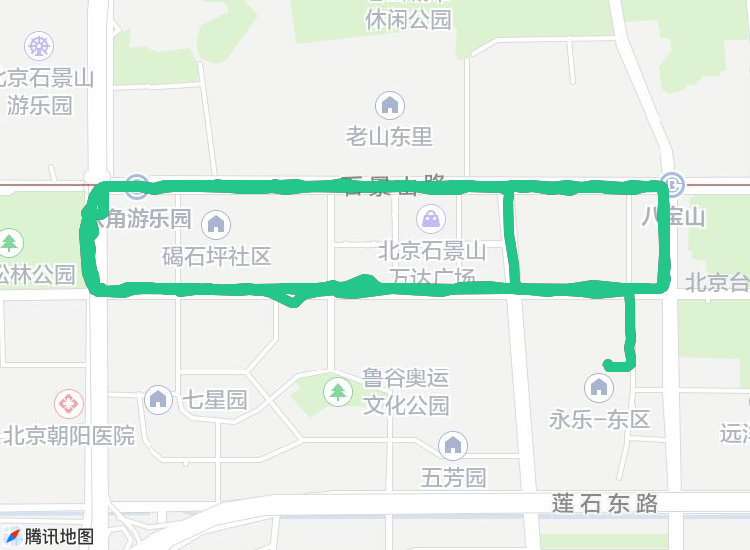 休闲公园
北京石景山
游乐园
老山东里
石景山路
八角游乐园
八宝山
碣石坪社区
北京石景山
万达广场
松林公园
北京台
鲁谷奥运
文化公园
七星园
永乐-东区
北京朝阳医院
远洋
五芳园
莲石东路
腾讯地图